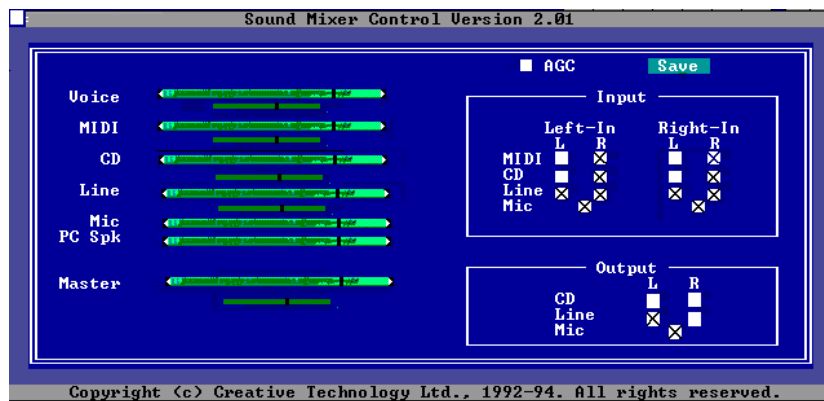 Sound Mixer Control Version 2.01
AGC Save
Voice
MIDI
CD
Line
Mic
PC Spk
Master
Input
Left-In Right-In
L R L R
MIDI
CD
Line
Mic
Output
L R
CD
Line
Mic
Copyright (c) Creative Technology Ltd., 1992-94. All rights reserved.